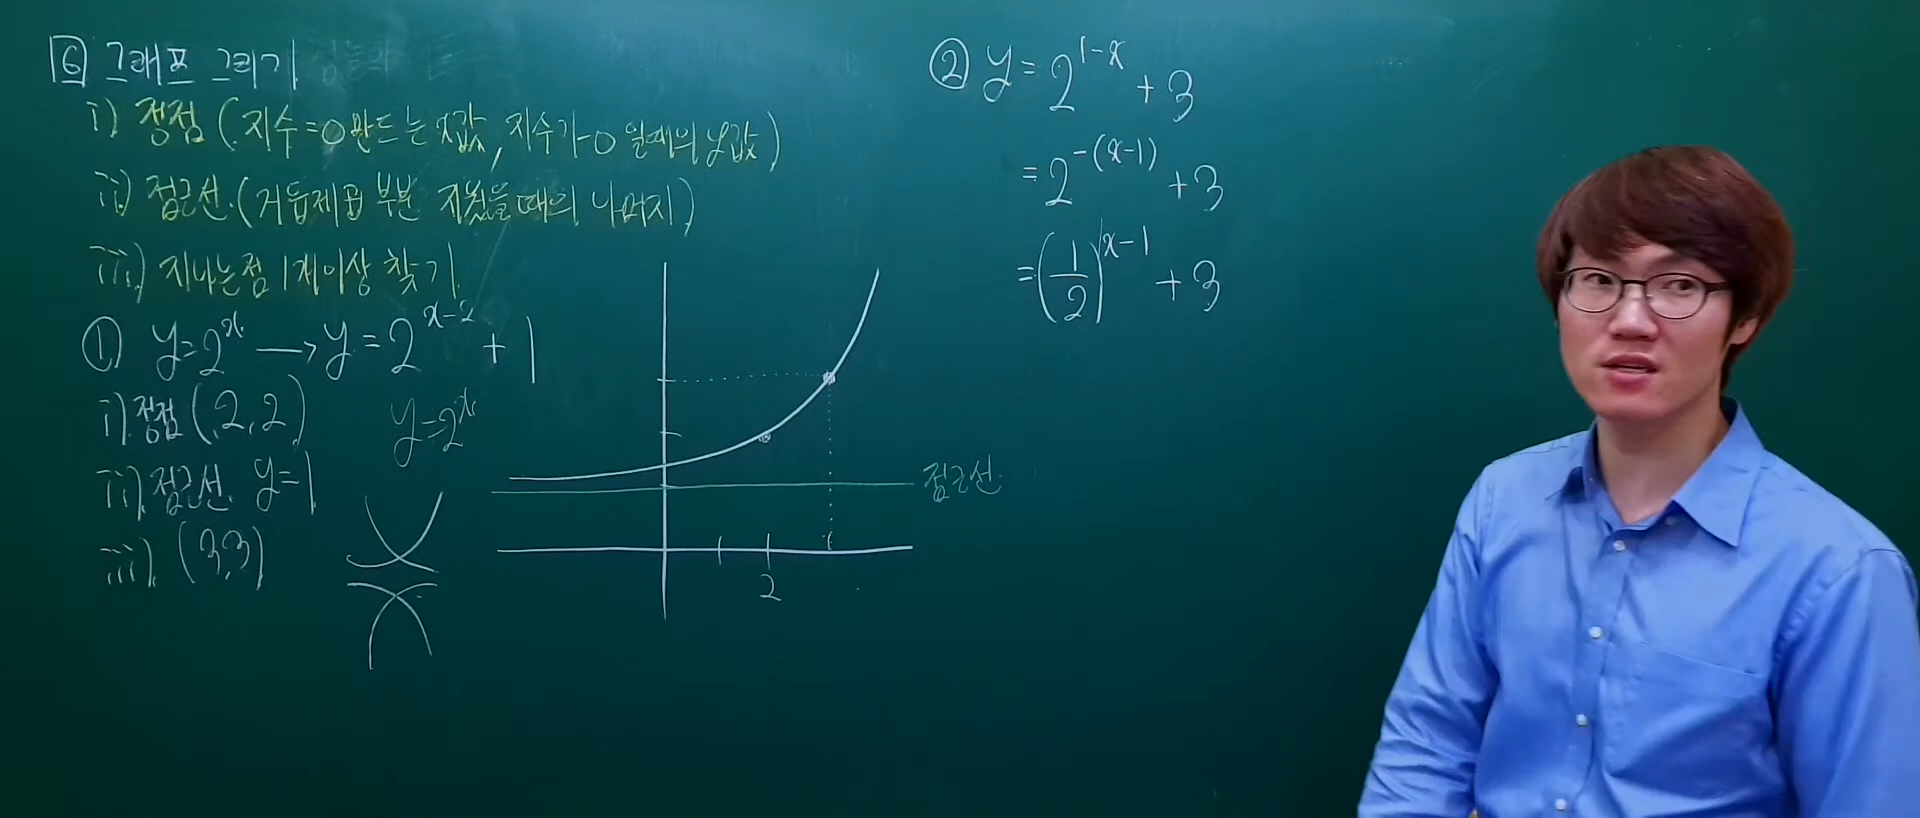 6 그래프 그리기
i) 정점 (지수=0 만드는 x값, 지수가 0 일때의 y값)
ii) 점근선 (거듭제곱 부분 지웠을때의 나머지)
iii) 지나는점 1개이상 찾기
① y=2^x → y=2^{x-2}+1
i) 정점 (2,2)
y=2^x
ii) 점근선 y=1
iii) (3,3)
점근선
2
② y=2^{1-x}+3
=2^{-(x-1)}+3
=(1/2)^{x-1}+3